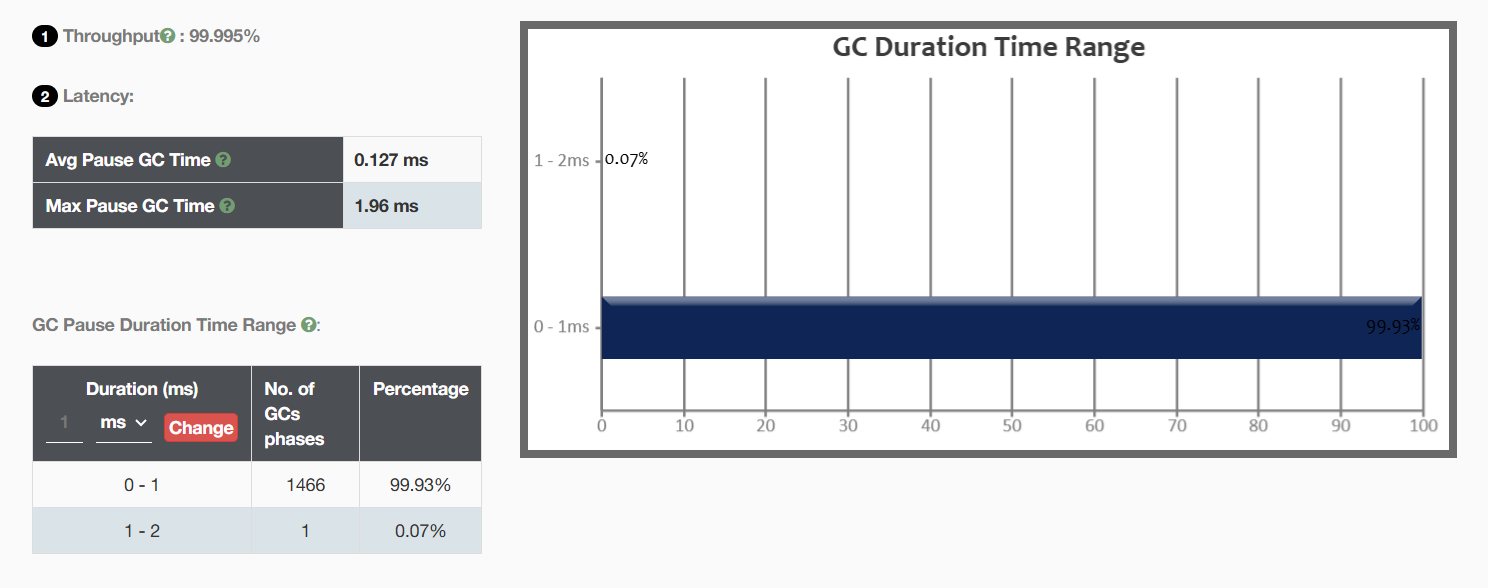 1 Throughput? : 99.995%
2 Latency:
Avg Pause GC Time ? 0.127 ms
Max Pause GC Time ? 1.96 ms
GC Pause Duration Time Range ?:
Duration (ms) No. of GCs phases Percentage
1 ms Change
0 - 1 1466 99.93%
1 - 2 1 0.07%
GC Duration Time Range
1 - 2ms 0.07%
0 - 1ms 99.93%
0 10 20 30 40 50 60 70 80 90 100